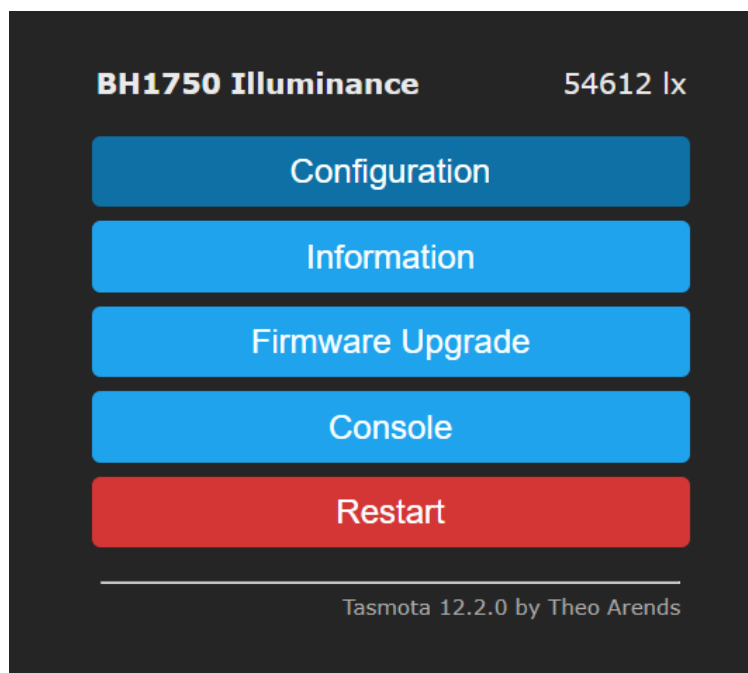 BH1750 Illuminance 54612 lx
Configuration
Information
Firmware Upgrade
Console
Restart
Tasmota 12.2.0 by Theo Arends